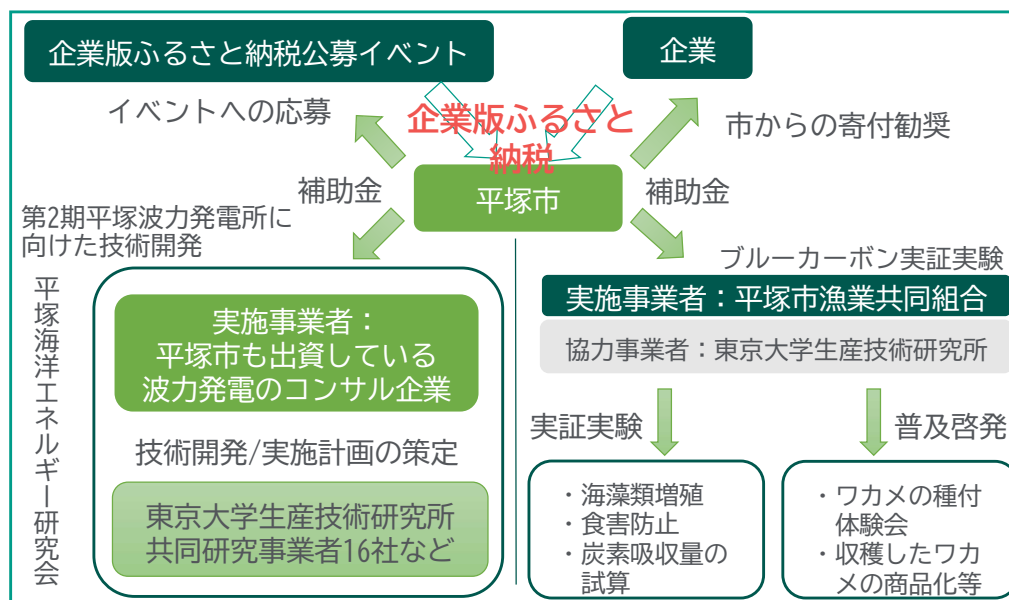 企業版ふるさと納税公募イベント
企業
イベントへの応募
企業版ふるさと
納税
市からの寄付勧奨
補助金
平塚市
補助金
第2期平塚波力発電所に
向けた技術開発
平塚海洋エネルギー研究会
実施事業者：
平塚市も出資している
波力発電のコンサル企業
技術開発/実施計画の策定
東京大学生産技術研究所
共同研究事業者16社など
ブルーカーボン実証実験
実施事業者：平塚市漁業共同組合
協力事業者：東京大学生産技術研究所
実証実験
普及啓発
・海藻類増殖
・食害防止
・炭素吸収量の
試算
・ワカメの種付
体験会
・収穫したワカ
メの商品化等